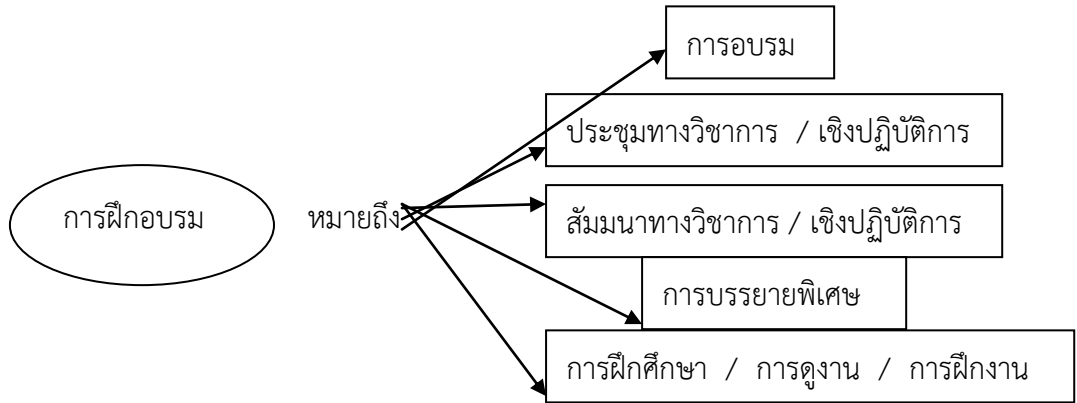 การอบรม
ประชุมทางวิชาการ / เชิงปฏิบัติการ
การฝึกอบรม
หมายถึง
สัมมนาทางวิชาการ / เชิงปฏิบัติการ
การบรรยายพิเศษ
การฝึกศึกษา / การดูงาน / การฝึกงาน